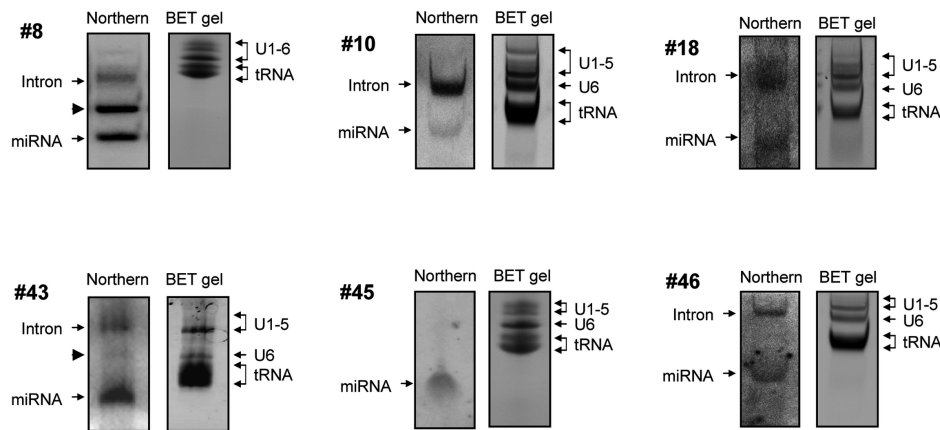 #8
Northern
BET gel
Intron
miRNA
U1-6
tRNA
#10
Northern
BET gel
Intron
miRNA
U1-5
U6
tRNA
#18
Northern
BET gel
Intron
miRNA
U1-5
U6
tRNA
#43
Northern
BET gel
Intron
miRNA
U1-5
U6
tRNA
#45
Northern
BET gel
miRNA
U1-5
U6
tRNA
#46
Northern
BET gel
Intron
miRNA
U1-5
U6
tRNA